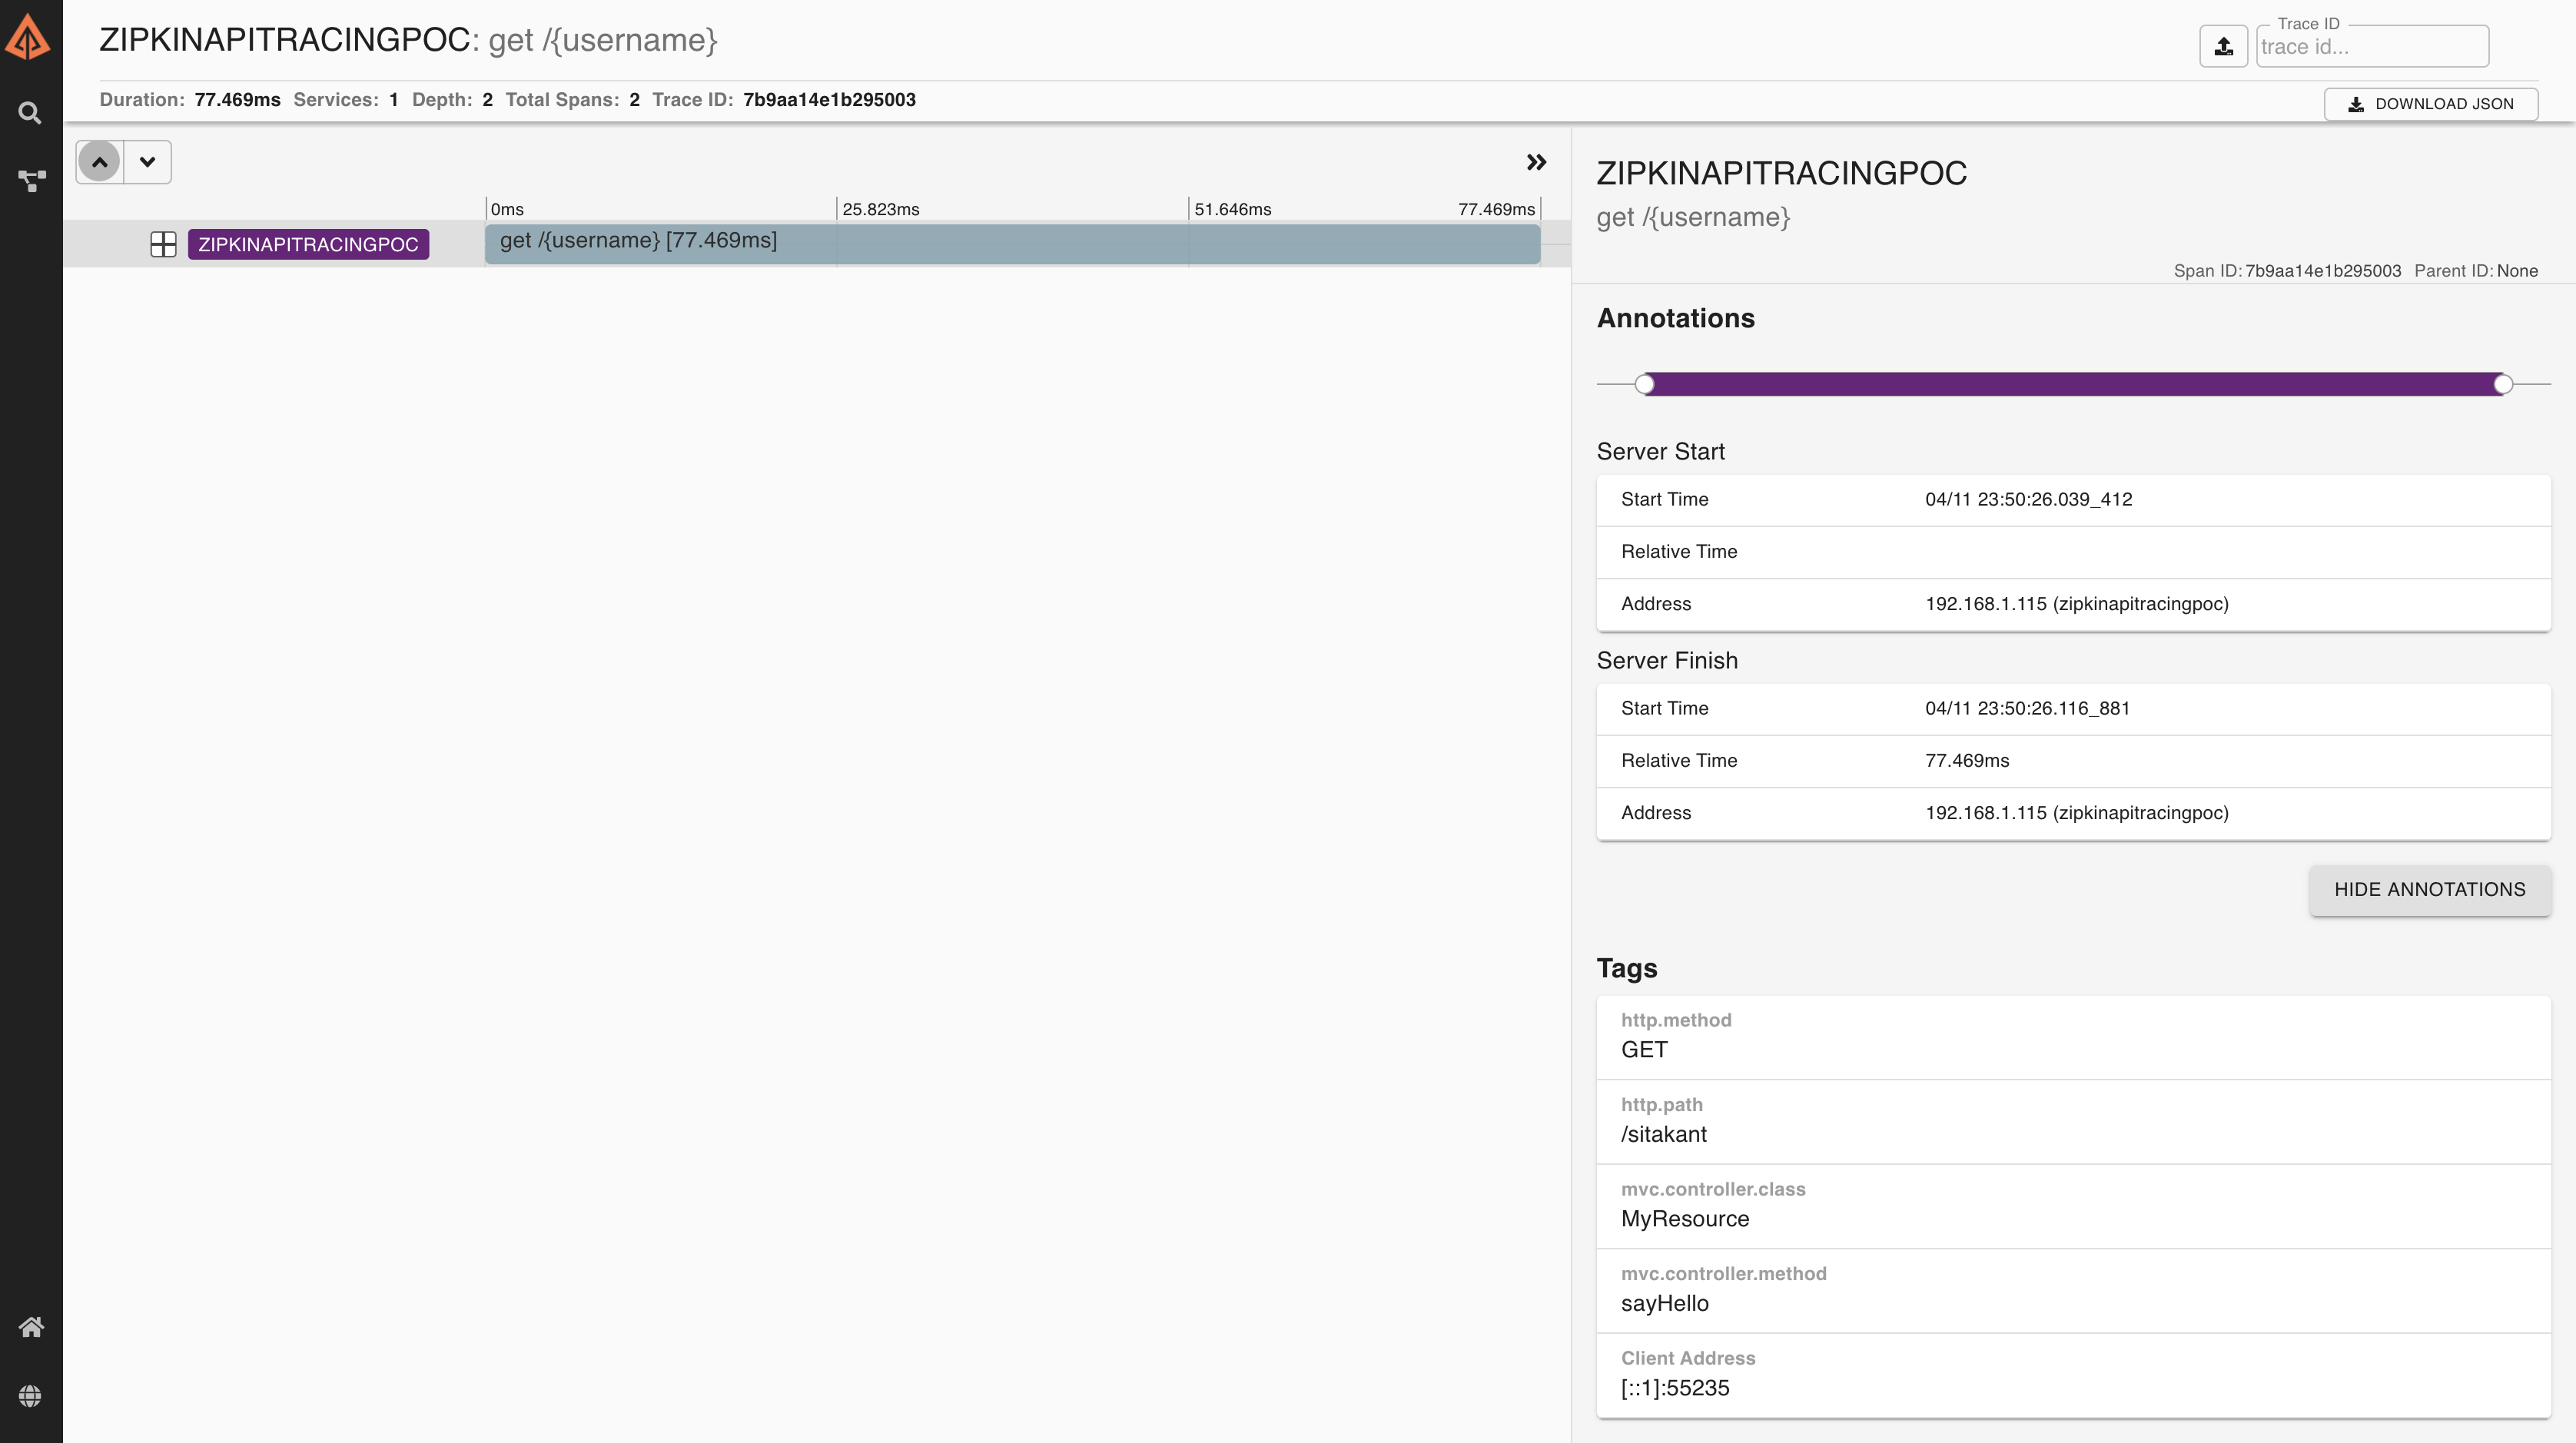 ZIPKINAPITRACINGPOC: get /{username}
Trace ID
trace id...
Duration: 77.469ms Services: 1 Depth: 2 Total Spans: 2 Trace ID: 7b9aa14e1b295003
DOWNLOAD JSON
0ms 25.823ms 51.646ms 77.469ms
ZIPKINAPITRACINGPOC get /{username} [77.469ms]
ZIPKINAPITRACINGPOC
get /{username}
Span ID: 7b9aa14e1b295003 Parent ID: None
Annotations
Server Start
Start Time 04/11 23:50:26.039_412
Relative Time
Address 192.168.1.115 (zipkinapitracingpoc)
Server Finish
Start Time 04/11 23:50:26.116_881
Relative Time 77.469ms
Address 192.168.1.115 (zipkinapitracingpoc)
HIDE ANNOTATIONS
Tags
http.method
GET
http.path
/sitakant
mvc.controller.class
MyResource
mvc.controller.method
sayHello
Client Address
[::1]:55235